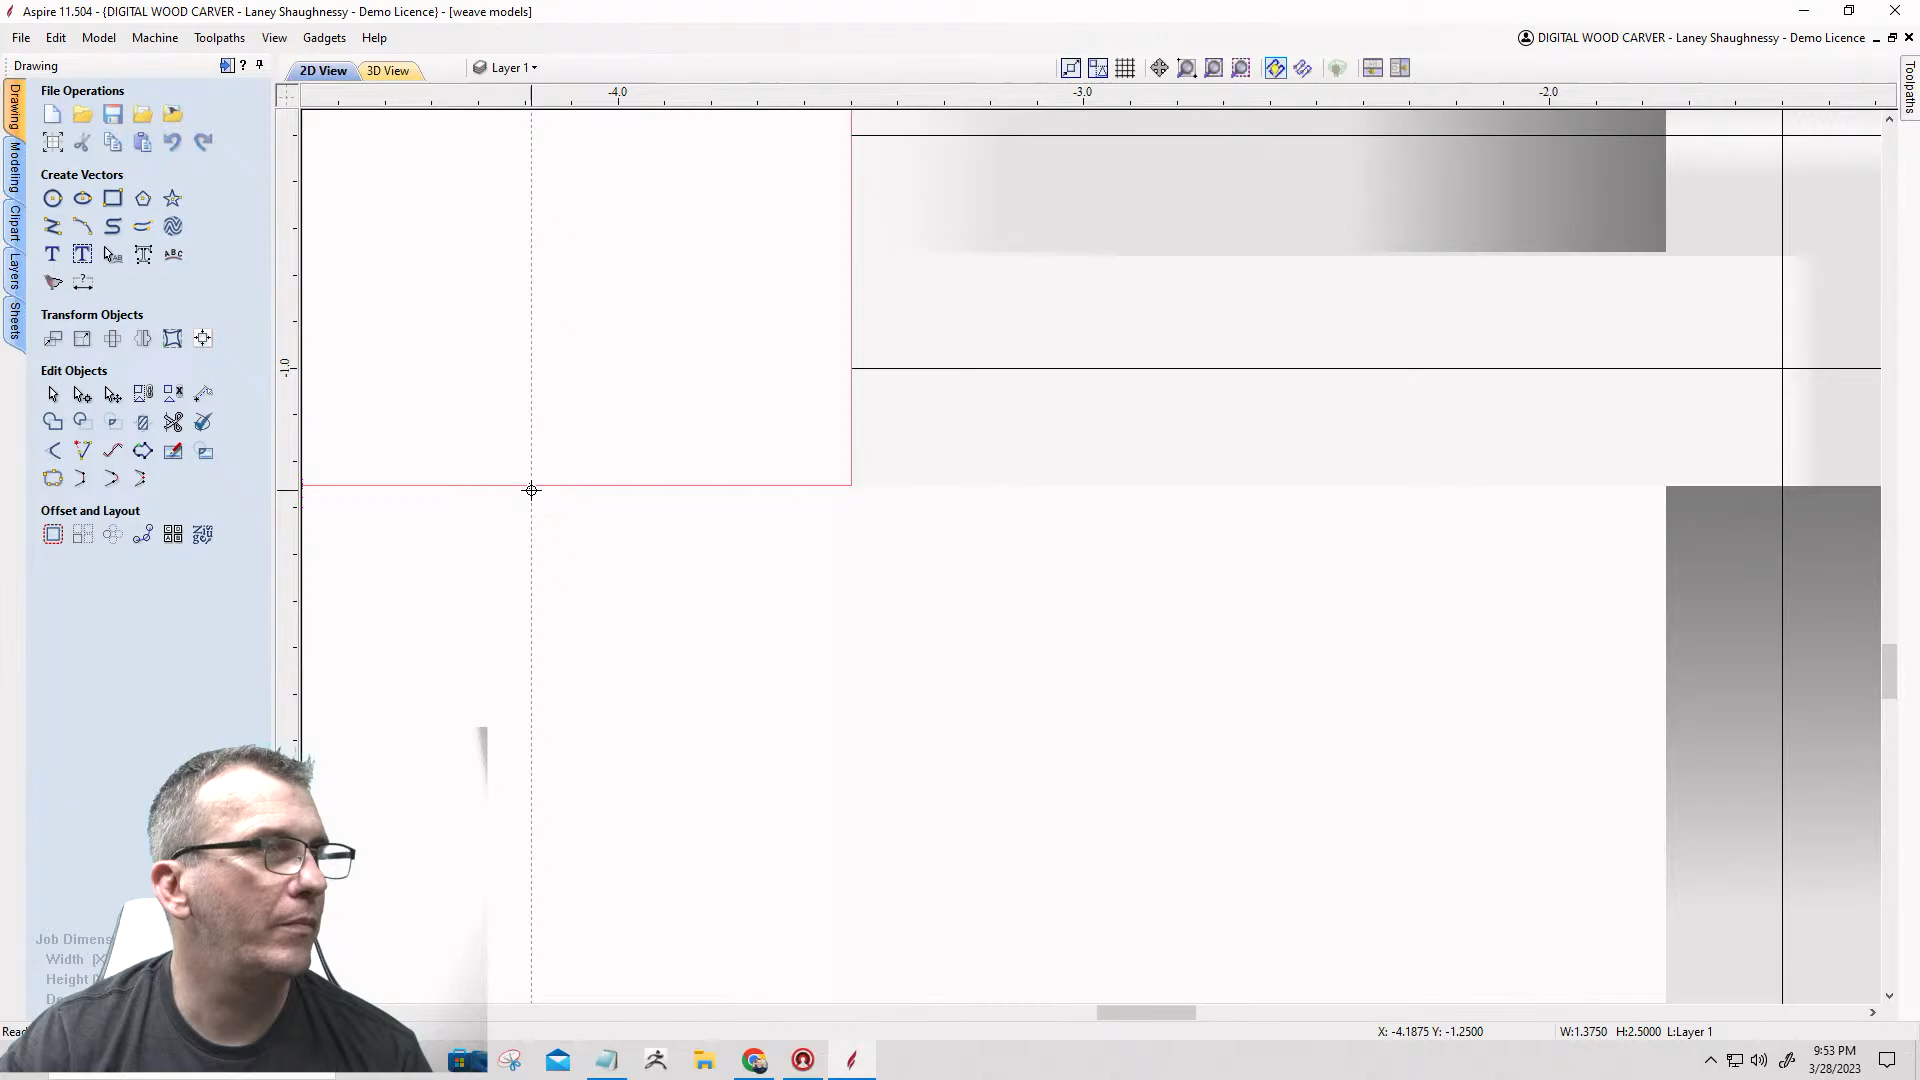 Aspire 11.504 - {DIGITAL WOOD CARVER - Laney Shaughnessy - Demo Licence} - [weave models]
File Edit Model Machine Toolpaths View Gadgets Help
DIGITAL WOOD CARVER - Laney Shaughnessy - Demo Licence
Drawing
2D View
3D View
Layer 1
Toolpaths
-4.0 -3.0 -2.0
-1.0
Drawing
Modeling
Clipart
Layers
Sheets
File Operations
Create Vectors
Transform Objects
Edit Objects
Offset and Layout
Job Dimens
Width [X
Height [
De
Read
X: -4.1875 Y: -1.2500
W:1.3750 H:2.5000 L:Layer 1
9:53 PM
3/28/2023